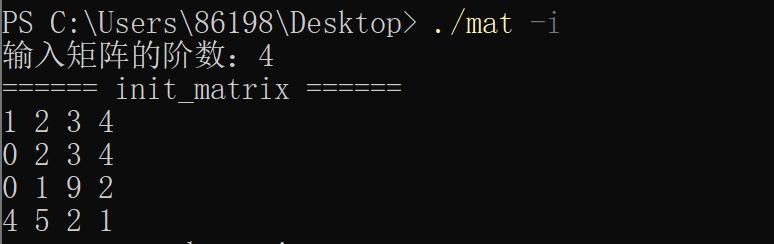 PS C:\Users\86198\Desktop> ./mat -i
输入矩阵的阶数：4
====== init_matrix ======
1 2 3 4
0 2 3 4
0 1 9 2
4 5 2 1